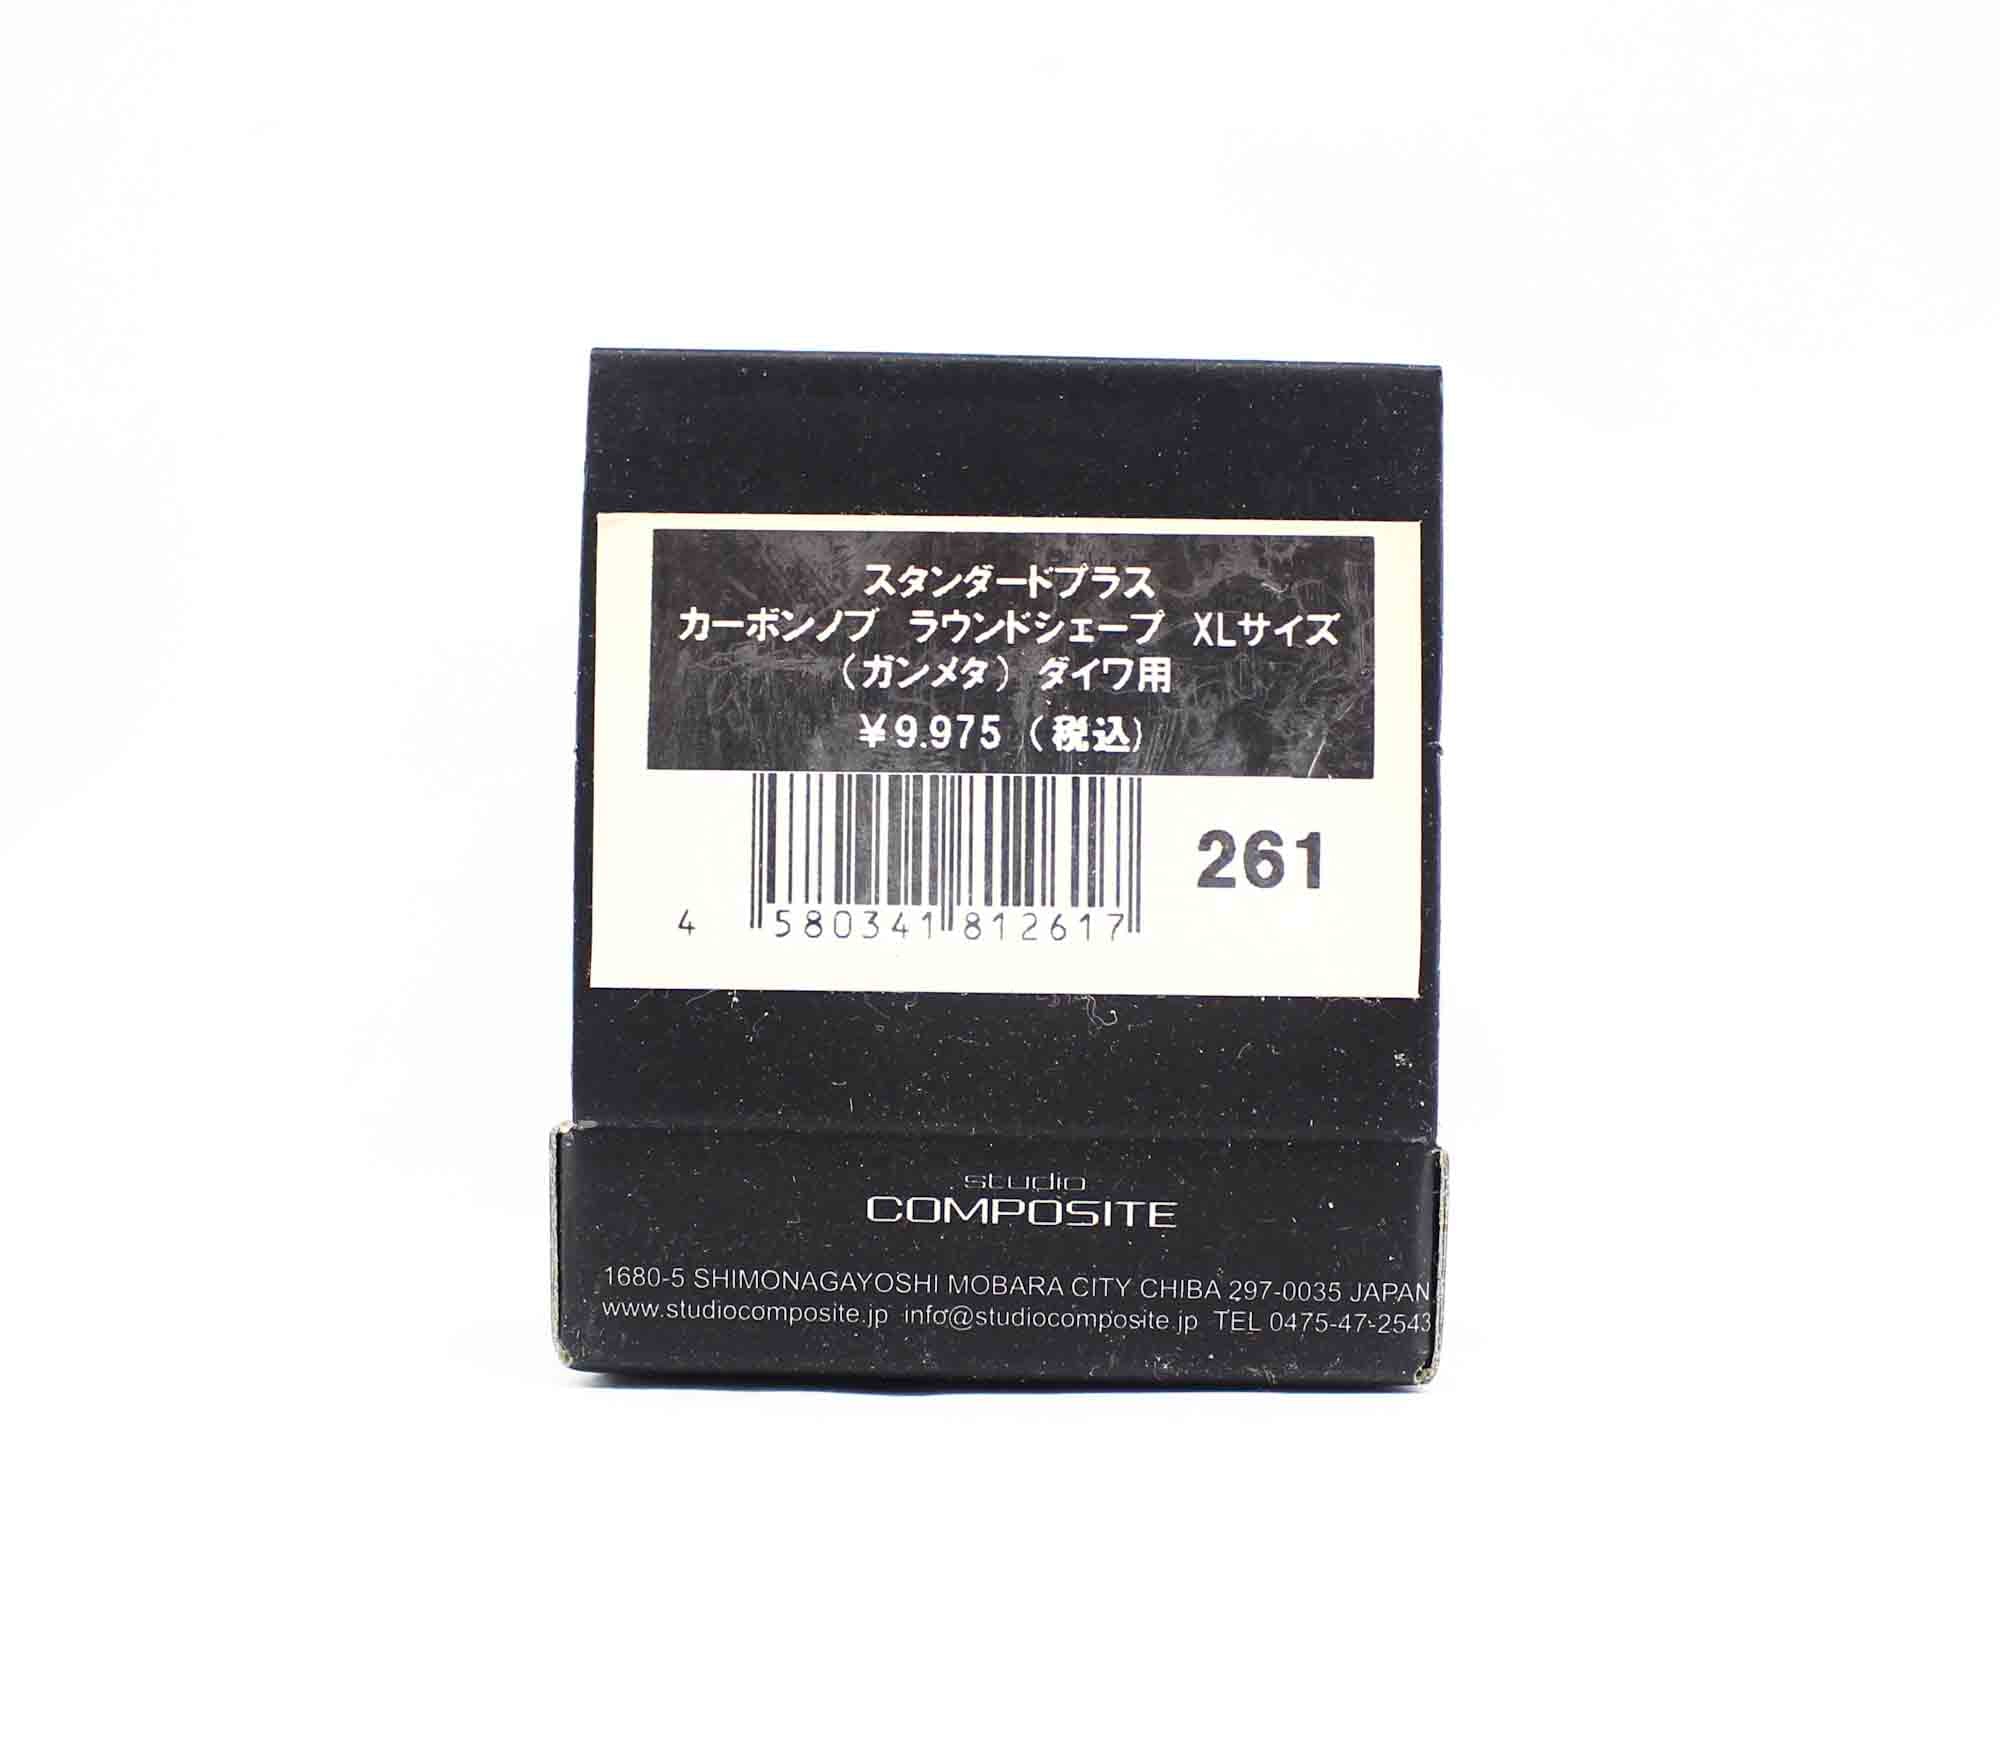 スタンダードプラス
カーボンノブ ラウンドシェープ XLサイズ
（ガンメタ） ダイワ用
￥9.975 （税込）
261
4 580341 812617
studio
COMPOSITE
1680-5 SHIMONAGAYOSHI MOBARA CITY CHIBA 297-0035 JAPAN
www.studiocomposite.jp info@studiocomposite.jp TEL 0475-47-2543